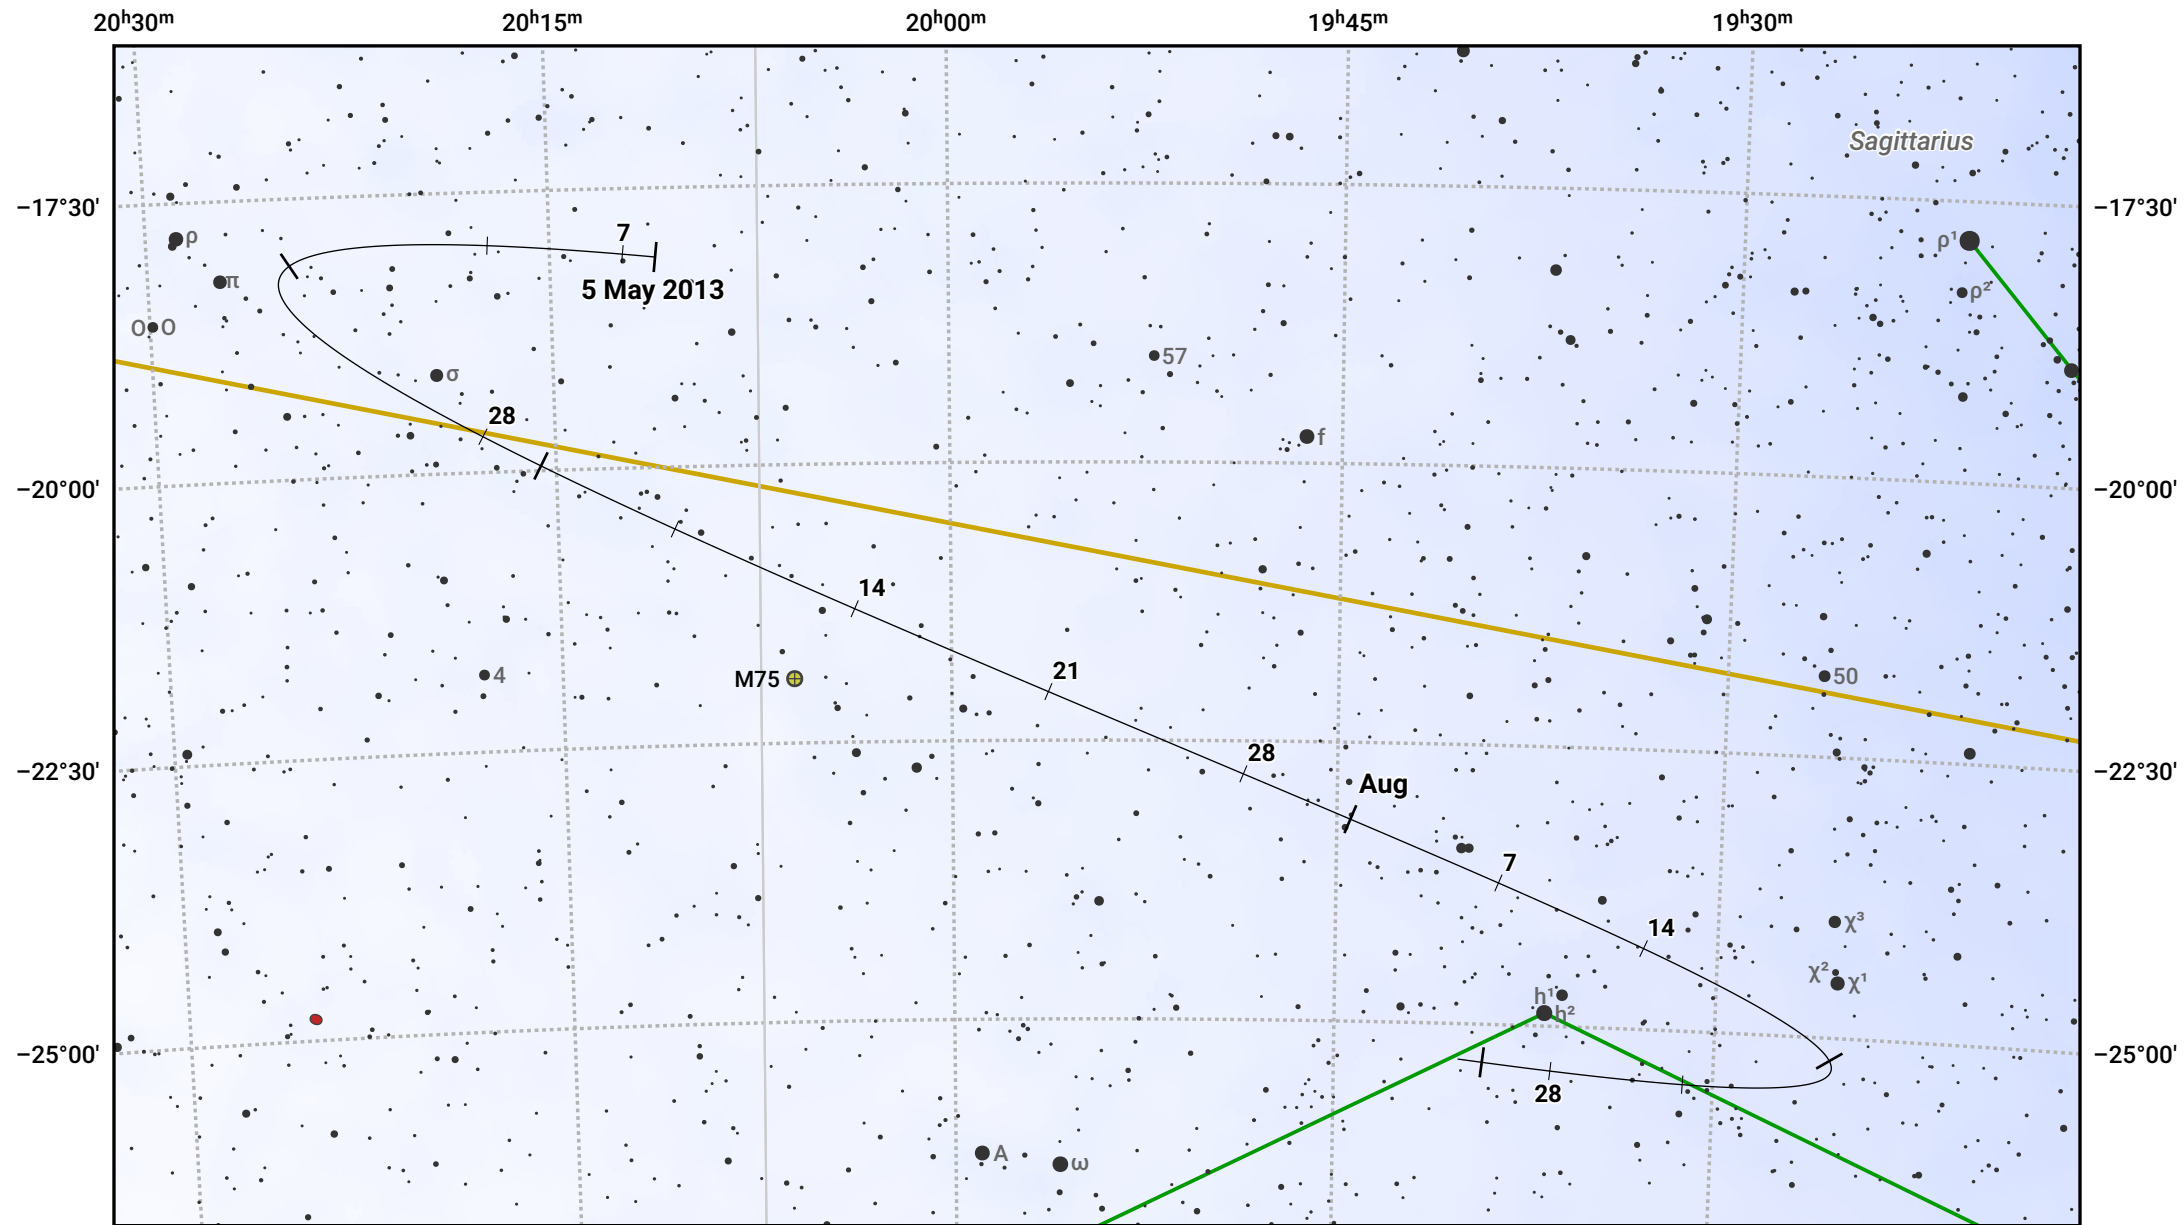 20ʰ30ᵐ 20ʰ15ᵐ 20ʰ00ᵐ 19ʰ45ᵐ 19ʰ30ᵐ
Sagittarius
−17°30' −17°30'
ρ 7 ρ¹
π 5 May 2013 ρ²
O O
57
σ
28 f
−20°00' −20°00'
14
21
4 M75 50
28
−22°30' −22°30'
Aug
7
14 χ³
χ² χ¹
h¹
h²
−25°00' −25°00'
28
A ω